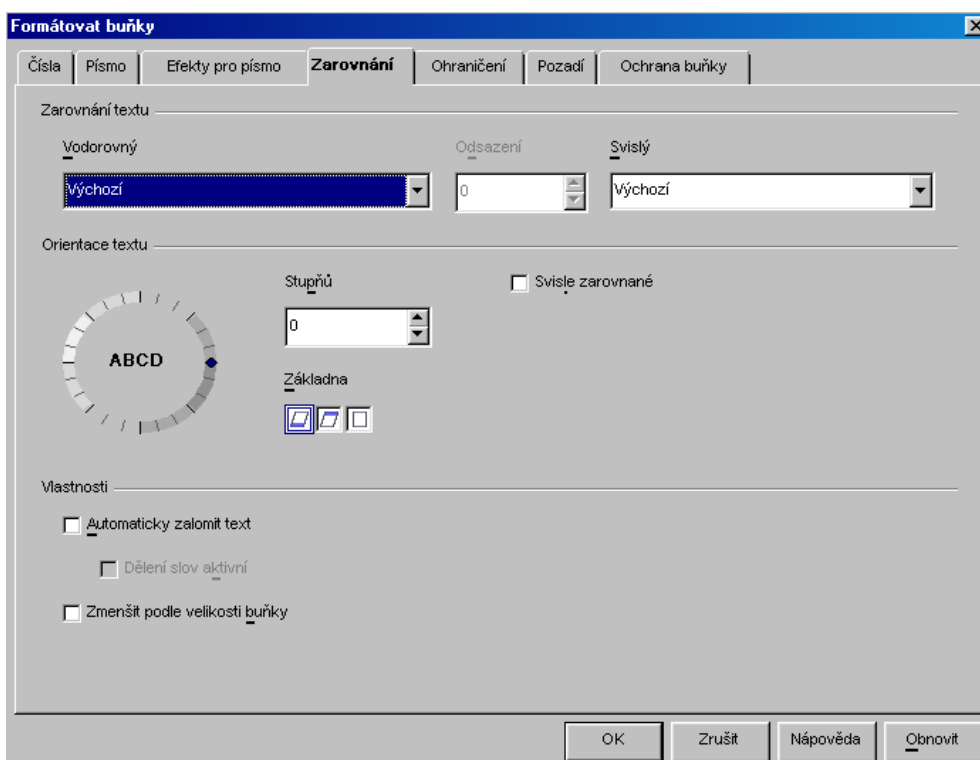 Formátovat buňky
Čísla Písmo Efekty pro písmo Zarovnání Ohraničení Pozadí Ochrana buňky
Zarovnání textu
Vodorovný Odsazení Svislý
Výchozí 0 Výchozí
Orientace textu
Stupňů Svisle zarovnané
0
ABCD
Základna
Vlastnosti
Automaticky zalomit text
Dělení slov aktivní
Zmenšit podle velikosti buňky
OK Zrušit Nápověda Obnovit